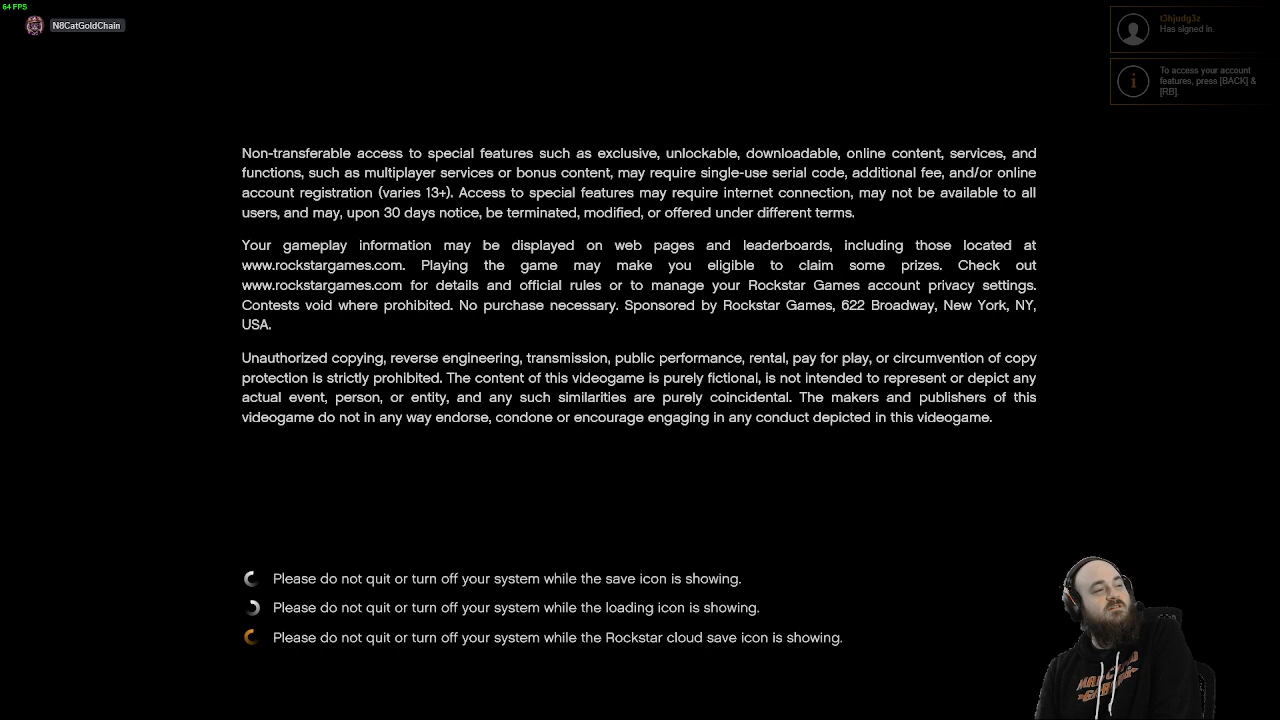 64 FPS
N8CatGoldChain
t3hjudg3z
Has signed in.
To access your account
features, press [BACK] &
[RB].
Non-transferable access to special features such as exclusive, unlockable, downloadable, online content, services, and
functions, such as multiplayer services or bonus content, may require single-use serial code, additional fee, and/or online
account registration (varies 13+). Access to special features may require internet connection, may not be available to all
users, and may, upon 30 days notice, be terminated, modified, or offered under different terms.
Your gameplay information may be displayed on web pages and leaderboards, including those located at
www.rockstargames.com. Playing the game may make you eligible to claim some prizes. Check out
www.rockstargames.com for details and official rules or to manage your Rockstar Games account privacy settings.
Contests void where prohibited. No purchase necessary. Sponsored by Rockstar Games, 622 Broadway, New York, NY,
USA.
Unauthorized copying, reverse engineering, transmission, public performance, rental, pay for play, or circumvention of copy
protection is strictly prohibited. The content of this videogame is purely fictional, is not intended to represent or depict any
actual event, person, or entity, and any such similarities are purely coincidental. The makers and publishers of this
videogame do not in any way endorse, condone or encourage engaging in any conduct depicted in this videogame.
Please do not quit or turn off your system while the save icon is showing.
Please do not quit or turn off your system while the loading icon is showing.
Please do not quit or turn off your system while the Rockstar cloud save icon is showing.